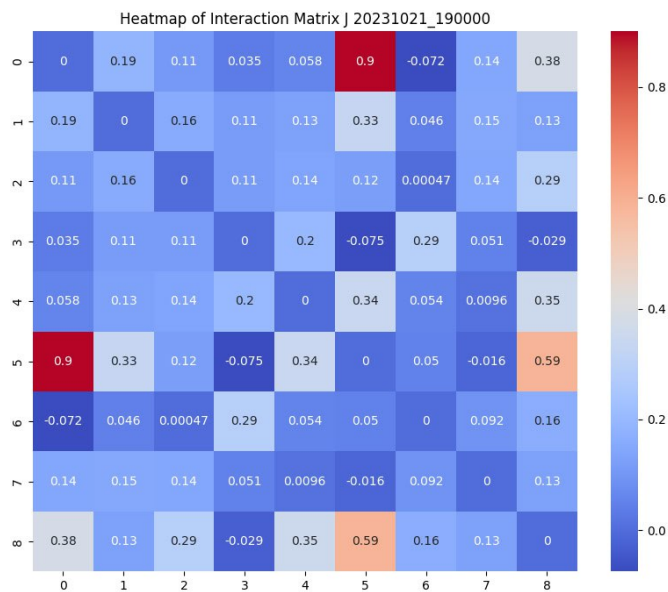 Heatmap of Interaction Matrix J 20231021_190000
0 0 0.19 0.11 0.035 0.058 0.9 -0.072 0.14 0.38
1 0.19 0 0.16 0.11 0.13 0.33 0.046 0.15 0.13
2 0.11 0.16 0 0.11 0.14 0.12 0.00047 0.14 0.29
3 0.035 0.11 0.11 0 0.2 -0.075 0.29 0.051 -0.029
4 0.058 0.13 0.14 0.2 0 0.34 0.054 0.0096 0.35
5 0.9 0.33 0.12 -0.075 0.34 0 0.05 -0.016 0.59
6 -0.072 0.046 0.00047 0.29 0.054 0.05 0 0.092 0.16
7 0.14 0.15 0.14 0.051 0.0096 -0.016 0.092 0 0.13
8 0.38 0.13 0.29 -0.029 0.35 0.59 0.16 0.13 0
0 1 2 3 4 5 6 7 8
0.8
0.6
0.4
0.2
0.0